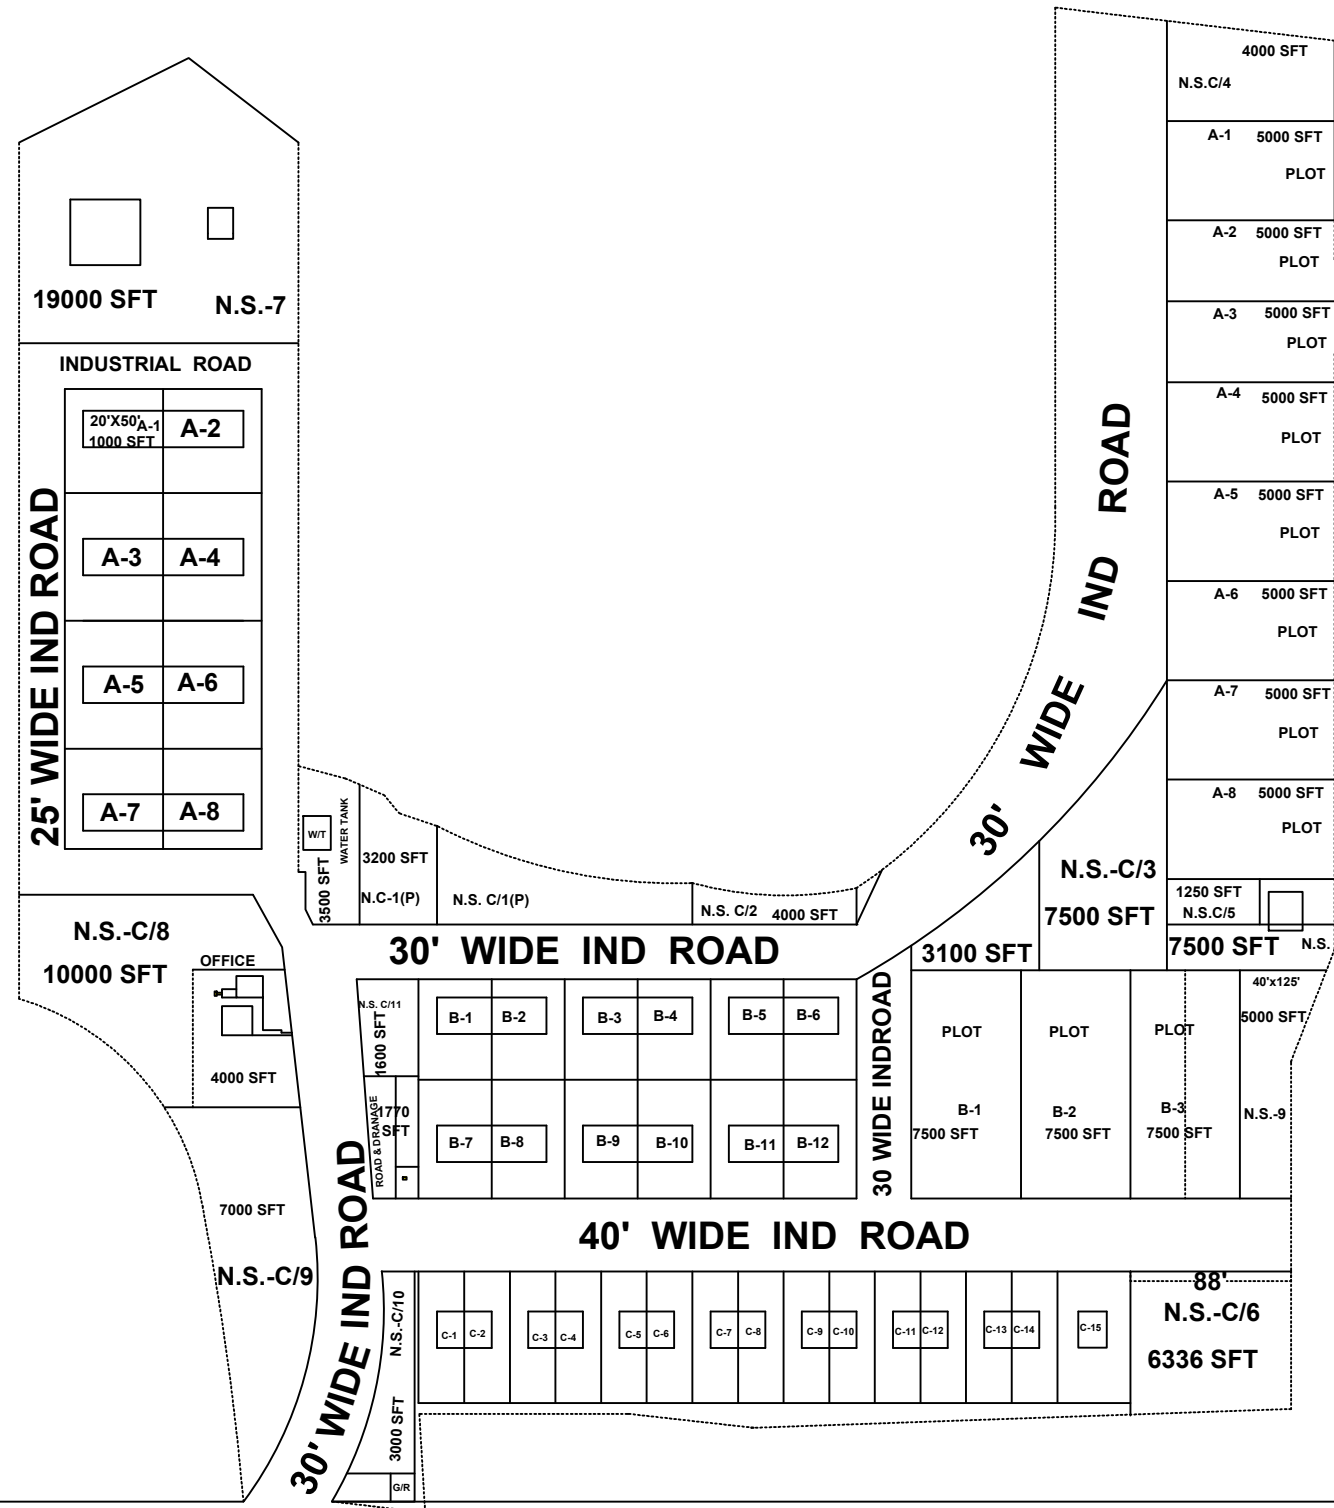 4000 SFT
N.S.C/4
A-1 5000 SFT
PLOT
A-2 5000 SFT
PLOT
A-3 5000 SFT
PLOT
A-4 5000 SFT
PLOT
A-5 5000 SFT
PLOT
A-6 5000 SFT
PLOT
A-7 5000 SFT
PLOT
A-8 5000 SFT
PLOT
1250 SFT
N.S.C/5
7500 SFT N.S.
19000 SFT N.S.-7
INDUSTRIAL ROAD
20'X50' A-1
1000 SFT
A-2
A-3 A-4
A-5 A-6
A-7 A-8
25' WIDE IND ROAD
30' WIDE IND ROAD
W/T
WATER TANK
3500 SFT
3200 SFT
N.C-1(P)
N.S. C/1(P)
N.S. C/2 4000 SFT
N.S.-C/3
7500 SFT
3100 SFT
N.S.-C/8
10000 SFT
OFFICE
4000 SFT
30' WIDE IND ROAD
N.S. C/11
1600 SFT
B-1 B-2 B-3 B-4 B-5 B-6
ROAD & DRANAGE
1770
SFT
B-7 B-8 B-9 B-10 B-11 B-12
30 WIDE INDROAD
PLOT
B-1
7500 SFT
PLOT
B-2
7500 SFT
PLOT
B-3
7500 SFT
40'x125'
5000 SFT
N.S.-9
7000 SFT
N.S.-C/9
30' WIDE IND ROAD
40' WIDE IND ROAD
N.S.-C/10
3000 SFT
G/R
C-1 C-2 C-3 C-4 C-5 C-6 C-7 C-8 C-9 C-10 C-11 C-12 C-13 C-14 C-15
88'
N.S.-C/6
6336 SFT